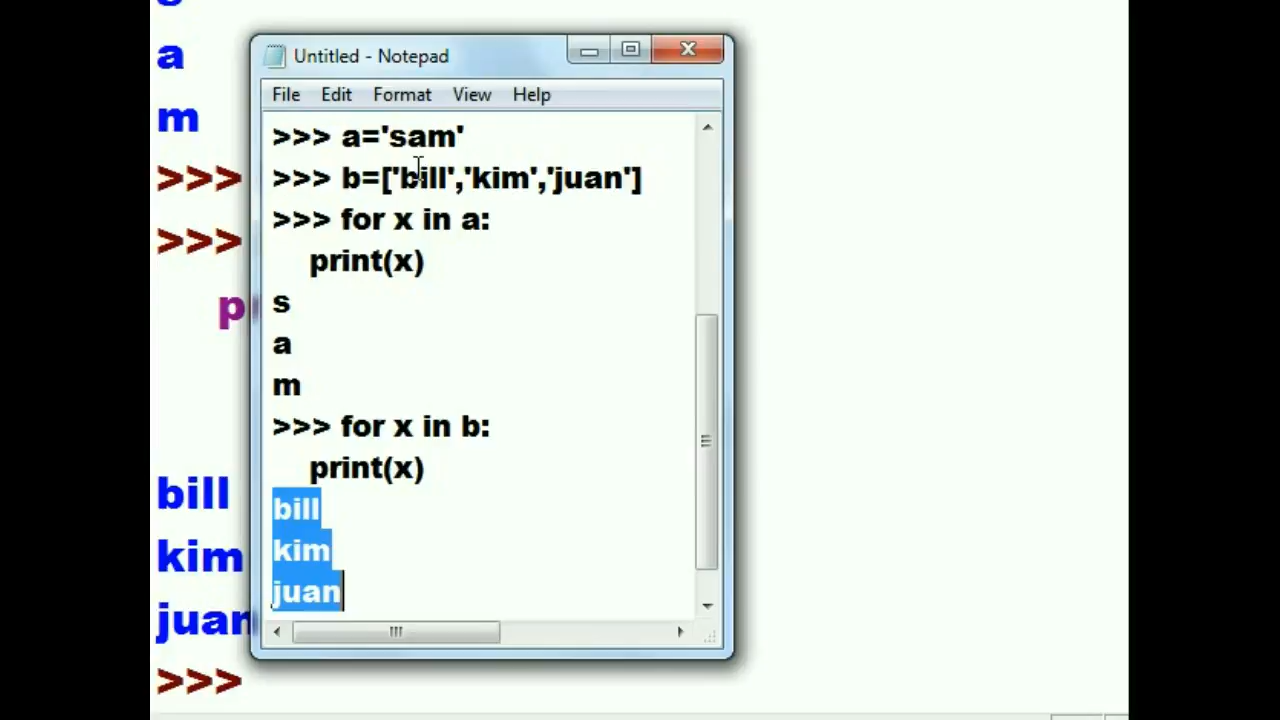 a
m
>>>
>>>
bill
kim
juan
>>>
Untitled - Notepad
File Edit Format View Help
>>> a='sam'
>>> b=['bill','kim','juan']
>>> for x in a:
print(x)
s
a
m
>>> for x in b:
print(x)
bill
kim
juan